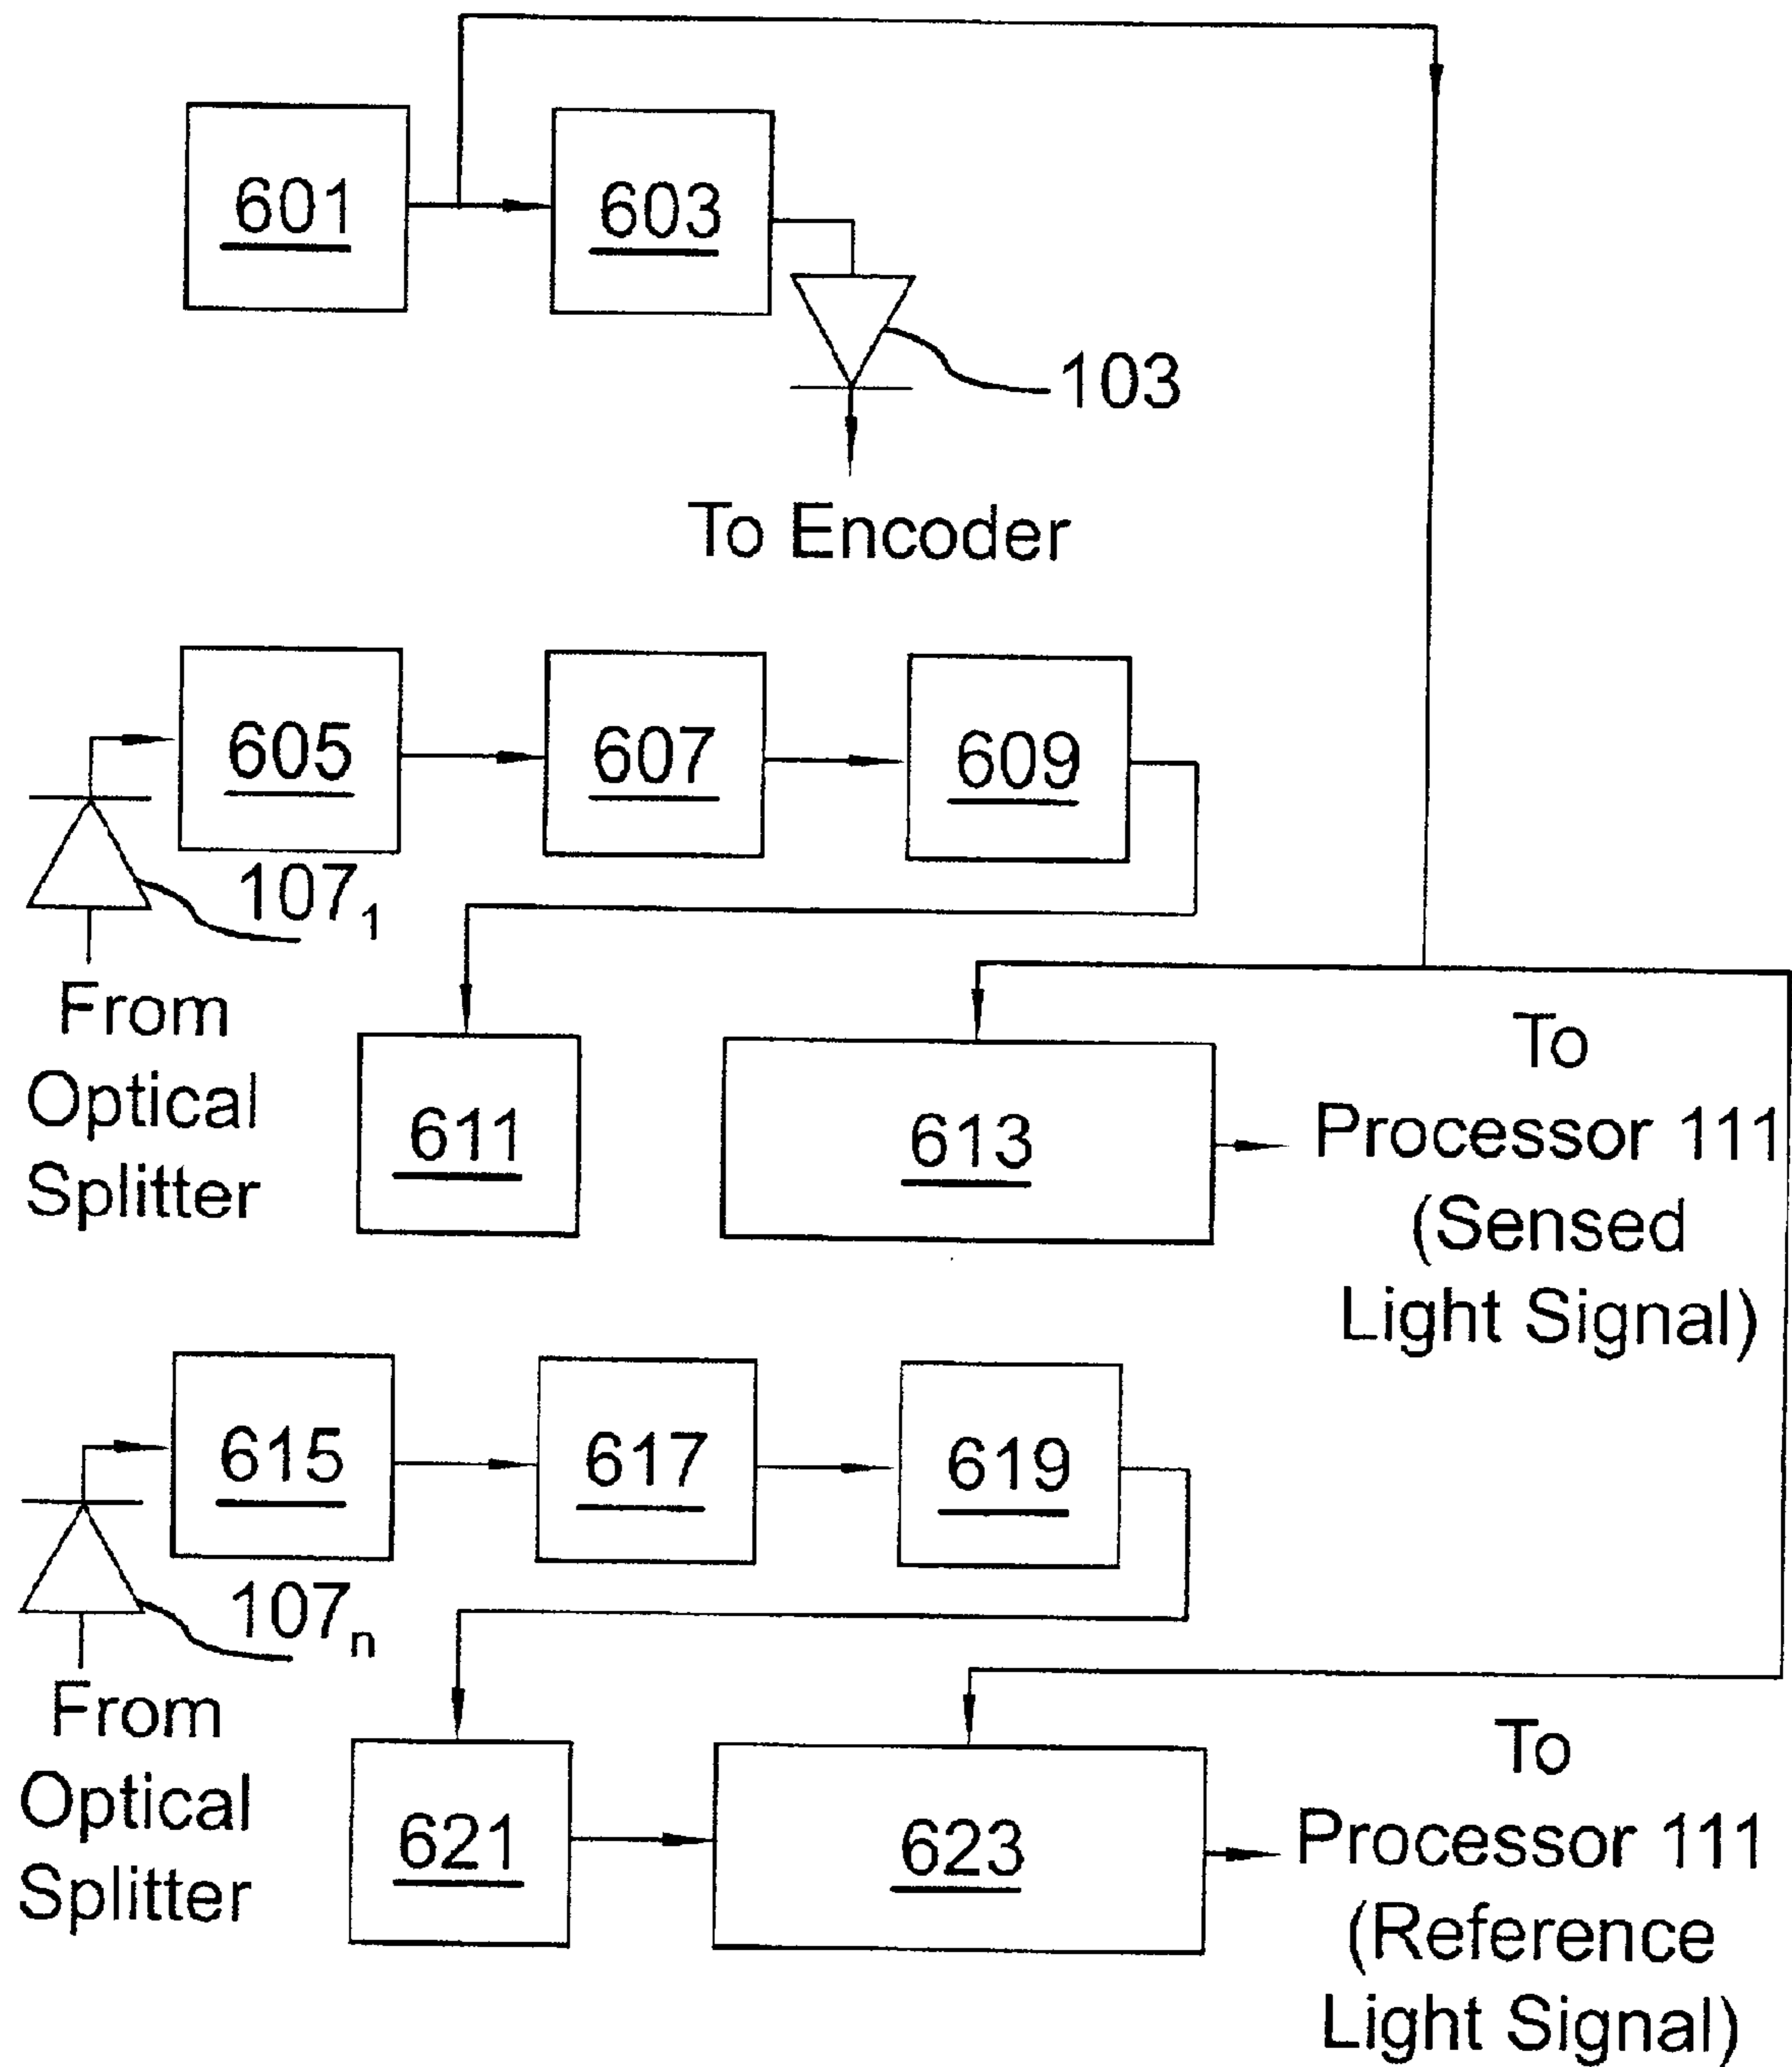 601
603
103
To Encoder
605
607
609
107₁
From
Optical
Splitter
611
613
To
Processor 111
(Sensed
Light Signal)
615
617
619
107ₙ
From
Optical
Splitter
621
623
To
Processor 111
(Reference
Light Signal)